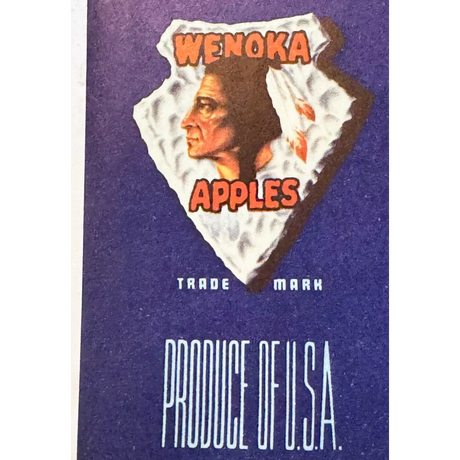 WENOKA
APPLES
TRADE MARK
PRODUCE OF U.S.A.